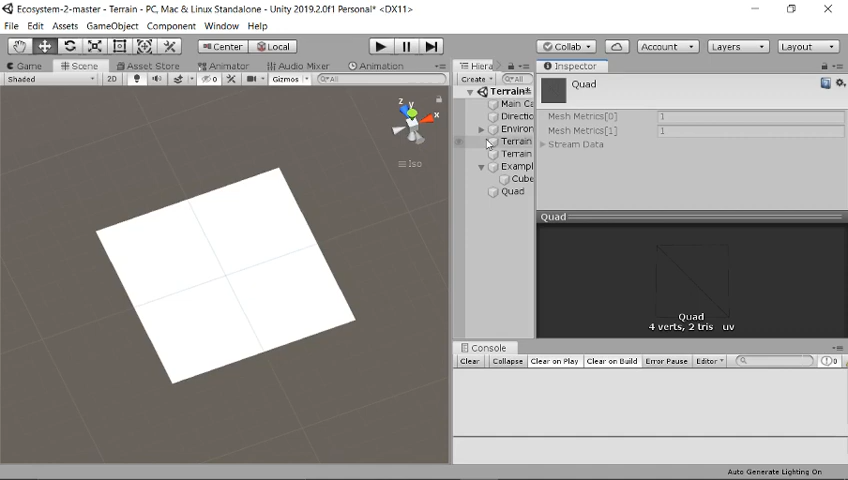 Ecosystem-2-master - Terrain - PC, Mac & Linux Standalone - Unity 2019.2.0f1 Personal* <DX11>
File Edit Assets GameObject Component Window Help
Center Local Collab Account Layers Layout
Game Scene Asset Store Animator Audio Mixer Animation
Shaded 2D 0 Gizmos All
z y x
Iso
Hiera
Create All
Terrain*
Main Ca
Directio
Environ
Terrain
Terrain
Exampl
Cube
Quad
Inspector
Quad
Mesh Metrics[0] 1
Mesh Metrics[1] 1
Stream Data
Quad
Quad
4 verts, 2 tris uv
Console
Clear Collapse Clear on Play Clear on Build Error Pause Editor 0
Auto Generate Lighting On